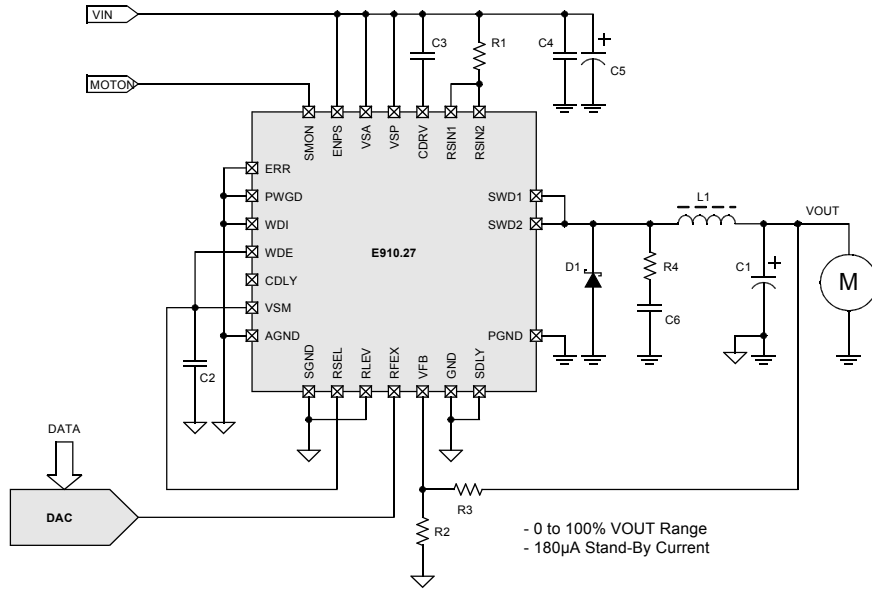 VIN
C3
R1
C4
C5
MOTON
SMON
ENPS
VSA
VSP
CDRV
RSIN1
RSIN2
ERR
PWGD
WDI
WDE
CDLY
VSM
AGND
E910.27
SWD1
SWD2
PGND
L1
VOUT
D1
R4
C1
M
C6
C2
SGND
RSEL
RLEV
RFEX
VFB
GND
SDLY
DATA
DAC
R3
R2
- 0 to 100% VOUT Range
- 180µA Stand-By Current